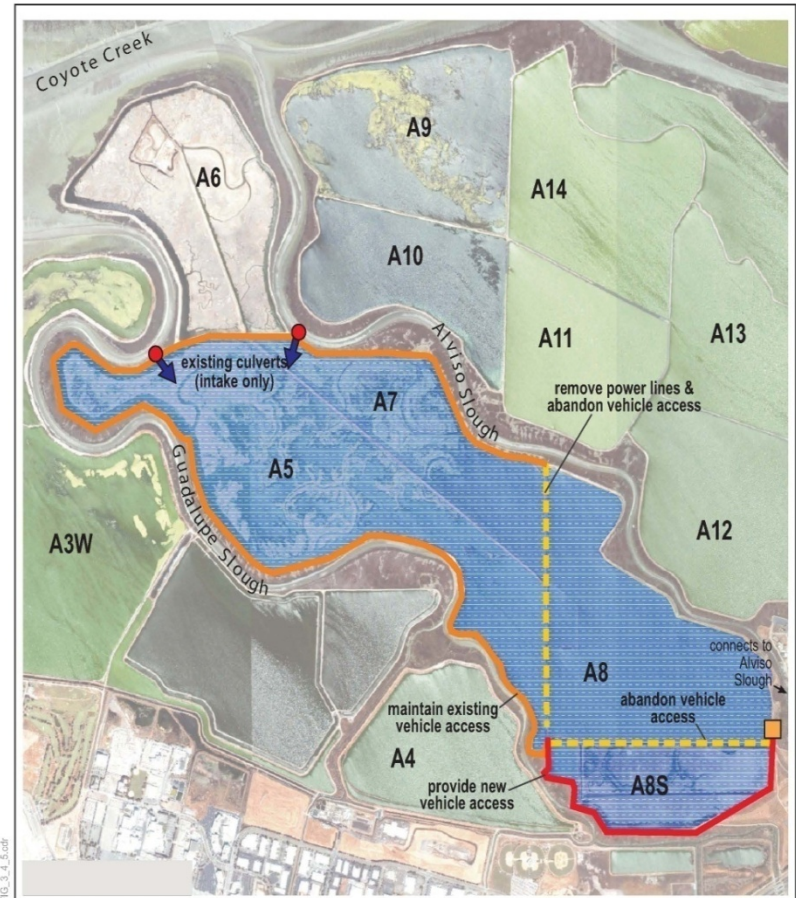 Coyote Creek
A6
A9
A14
A10
A11
A13
Alviso Slough
existing culverts
(intake only)
A7
remove power lines &
abandon vehicle access
A5
Guadalupe Slough
A3W
A12
connects to
Alviso
Slough
A8
maintain existing
vehicle access
abandon vehicle
access
A4
provide new
vehicle access
A8S
IG_3_4_5.cdr